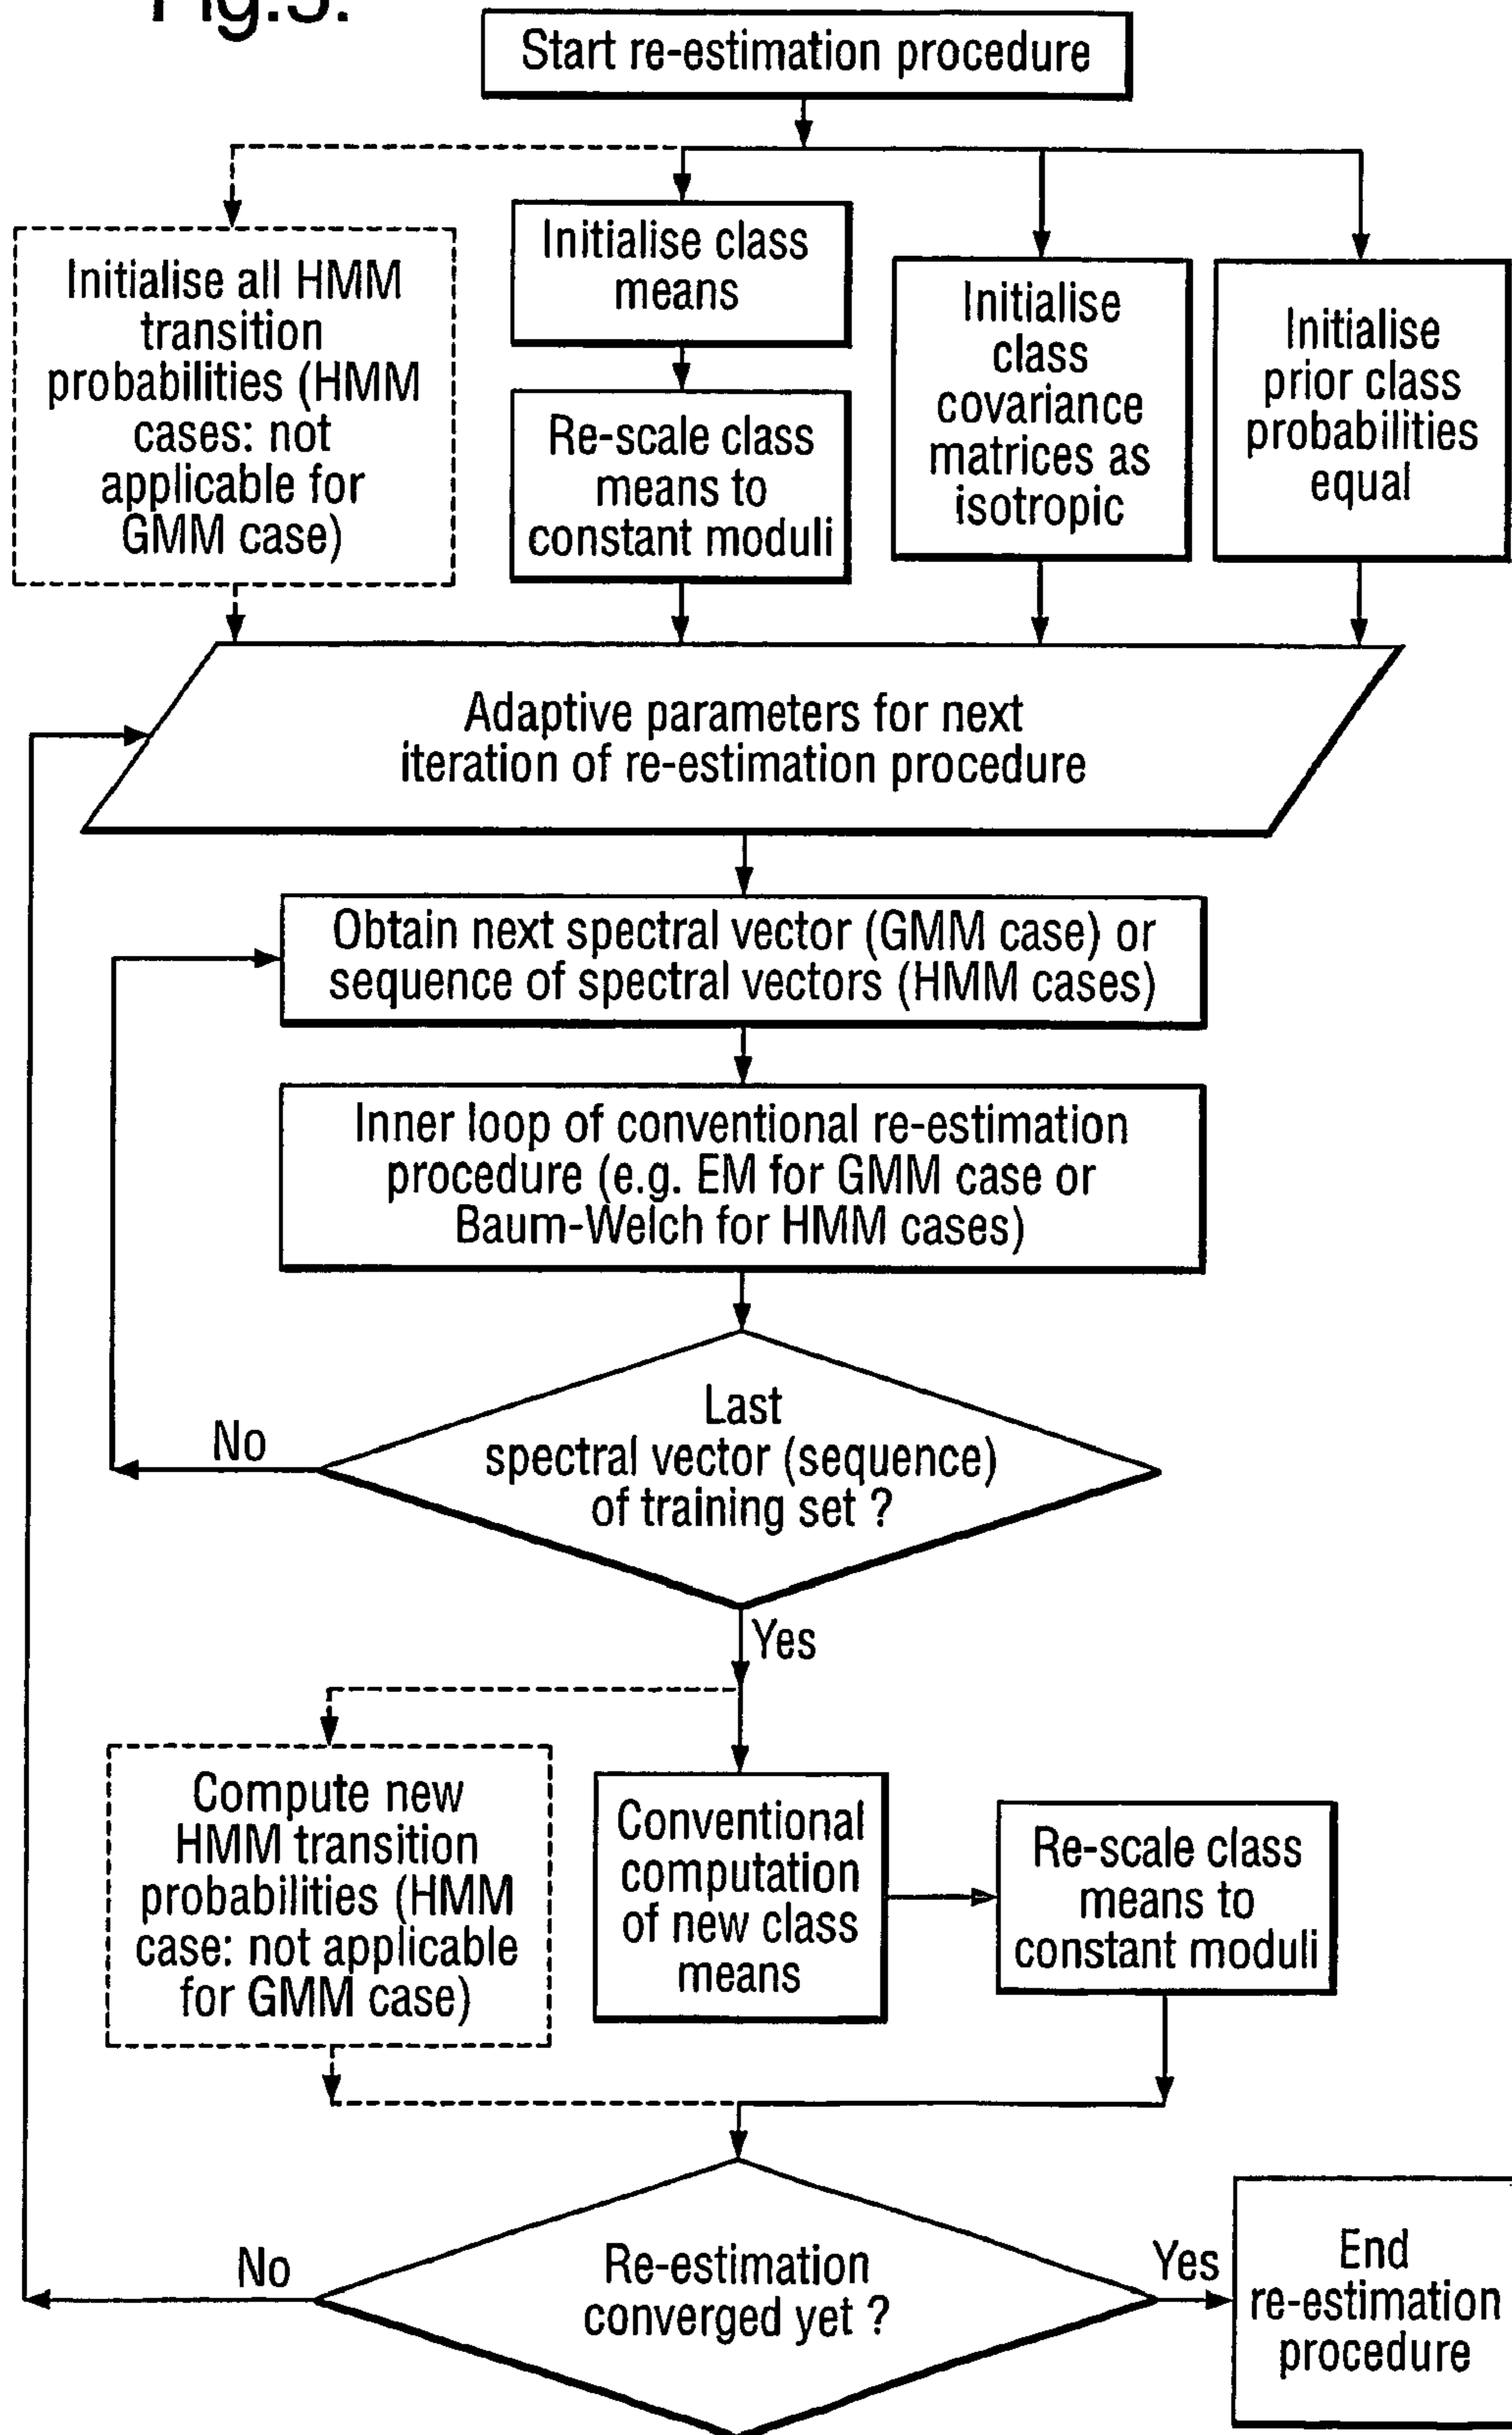 Fig.5.
Start re-estimation procedure
Initialise all HMM
transition
probabilities (HMM
cases: not
applicable for
GMM case)
Initialise class
means
Re-scale class
means to
constant moduli
Initialise
class
covariance
matrices as
isotropic
Initialise
prior class
probabilities
equal
Adaptive parameters for next
iteration of re-estimation procedure
Obtain next spectral vector (GMM case) or
sequence of spectral vectors (HMM cases)
Inner loop of conventional re-estimation
procedure (e.g. EM for GMM case or
Baum-Welch for HMM cases)
Last
spectral vector (sequence)
of training set ?
No
Yes
Compute new
HMM transition
probabilities (HMM
case: not applicable
for GMM case)
Conventional
computation
of new class
means
Re-scale class
means to
constant moduli
Re-estimation
converged yet ?
No
Yes
End
re-estimation
procedure